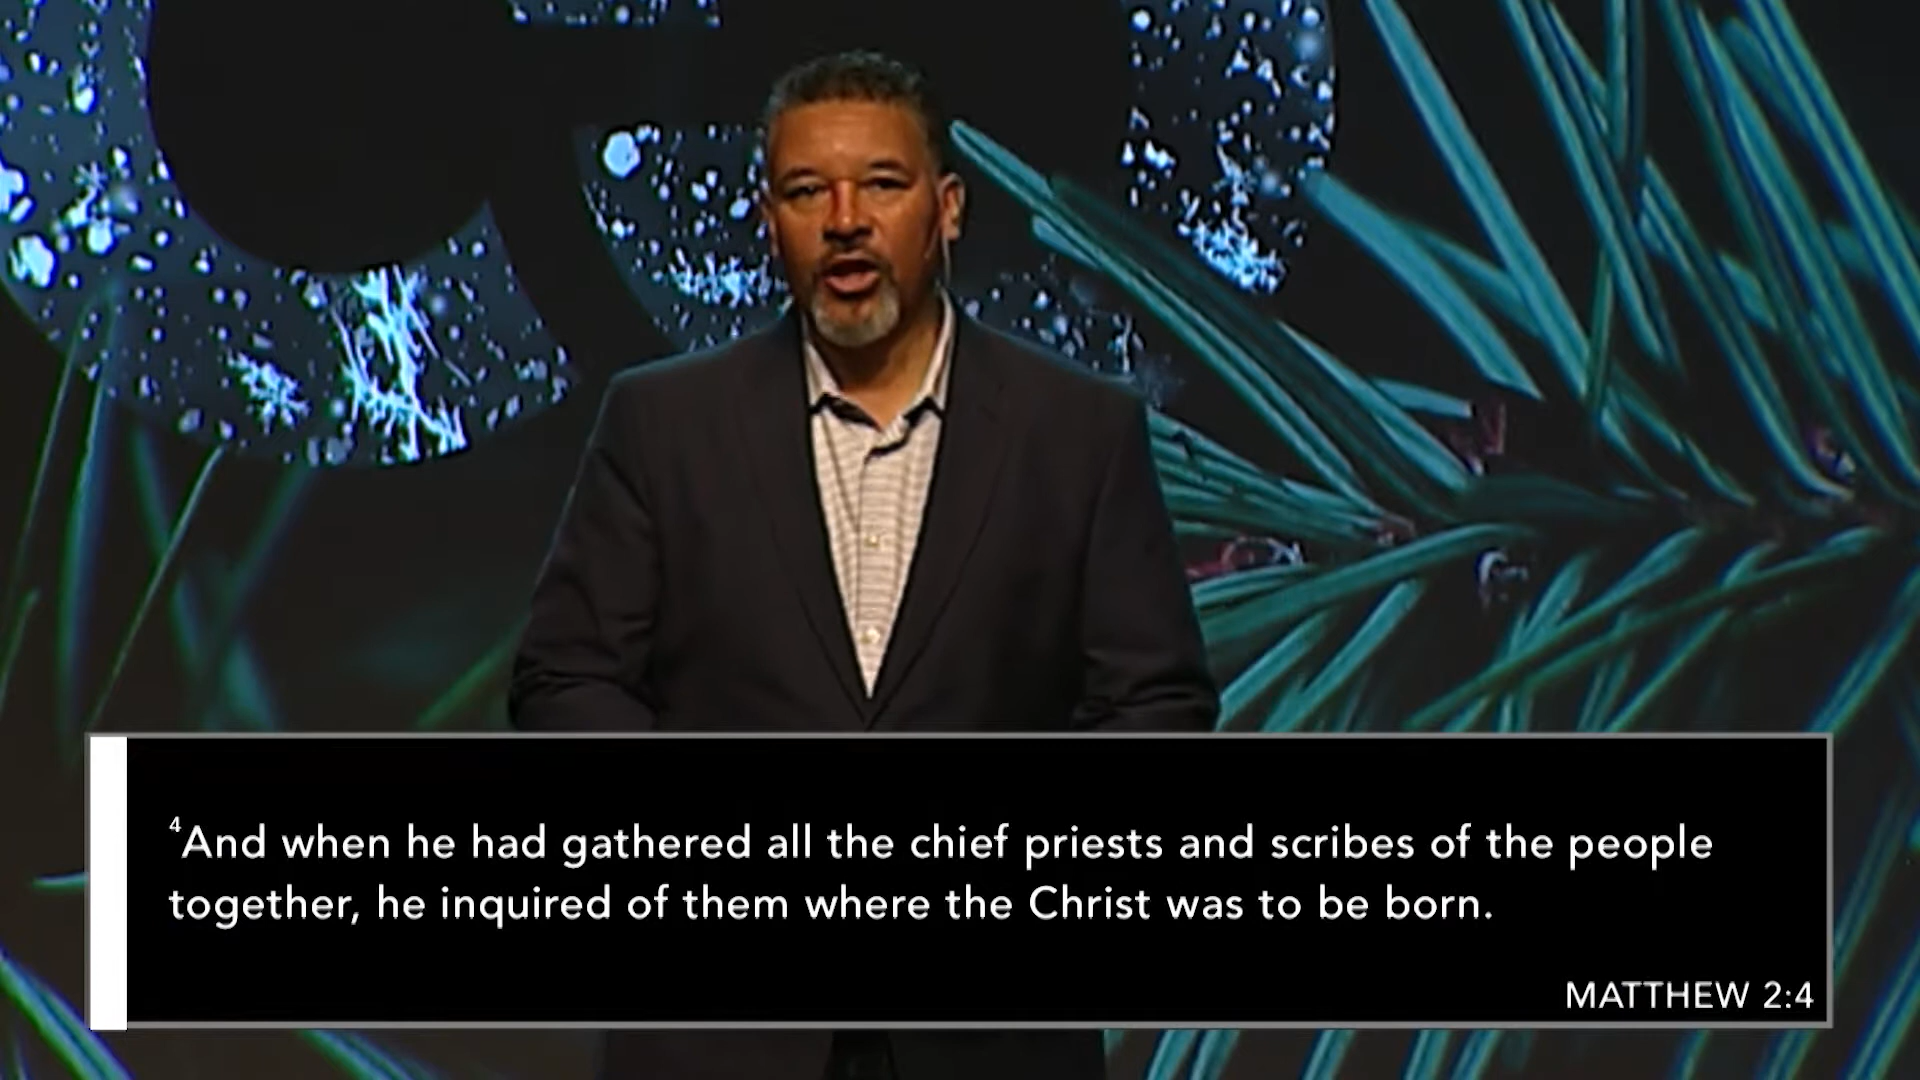 ⁴And when he had gathered all the chief priests and scribes of the people
together, he inquired of them where the Christ was to be born.
MATTHEW 2:4